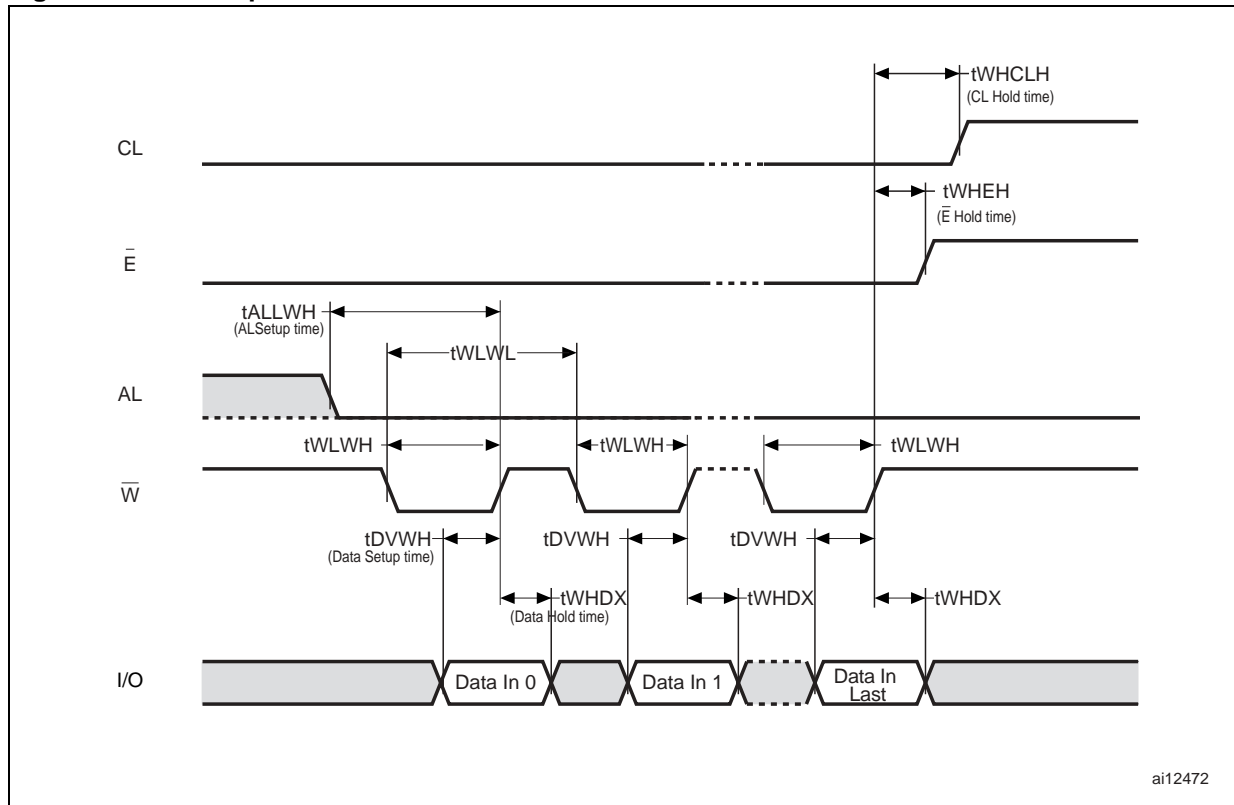 tWHCLH
(CL Hold time)
CL
tWHEH
(E̅ Hold time)
E̅
tALLWH
(ALSetup time)
tWLWL
AL
tWLWH
tWLWH
tWLWH
W̅
tDVWH
(Data Setup time)
tDVWH
tDVWH
tWHDX
(Data Hold time)
tWHDX
tWHDX
I/O
Data In 0
Data In 1
Data In
Last
ai12472